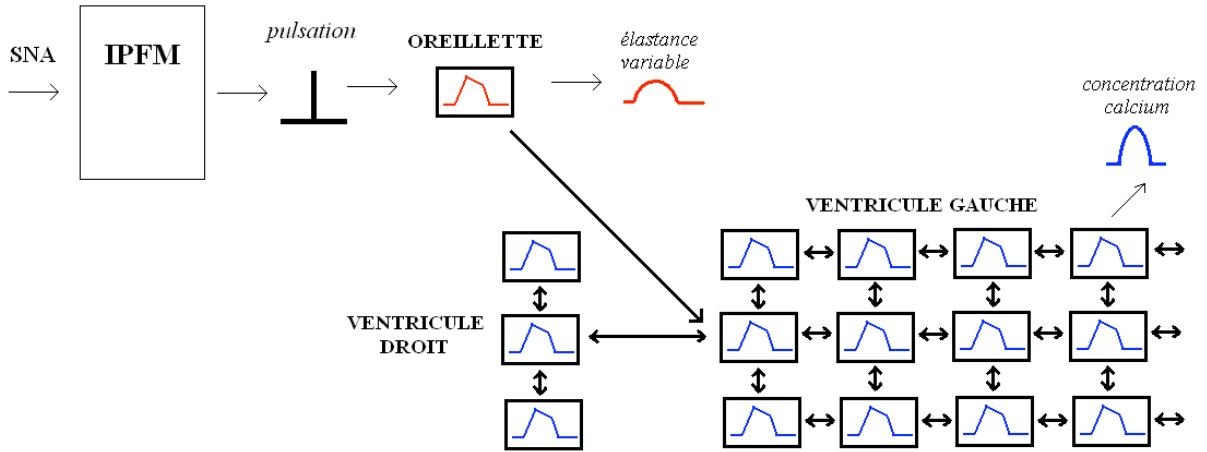 SNA
IPFM
pulsation
OREILLETTE
élastance
variable
concentration
calcium
VENTRICULE GAUCHE
VENTRICULE
DROIT